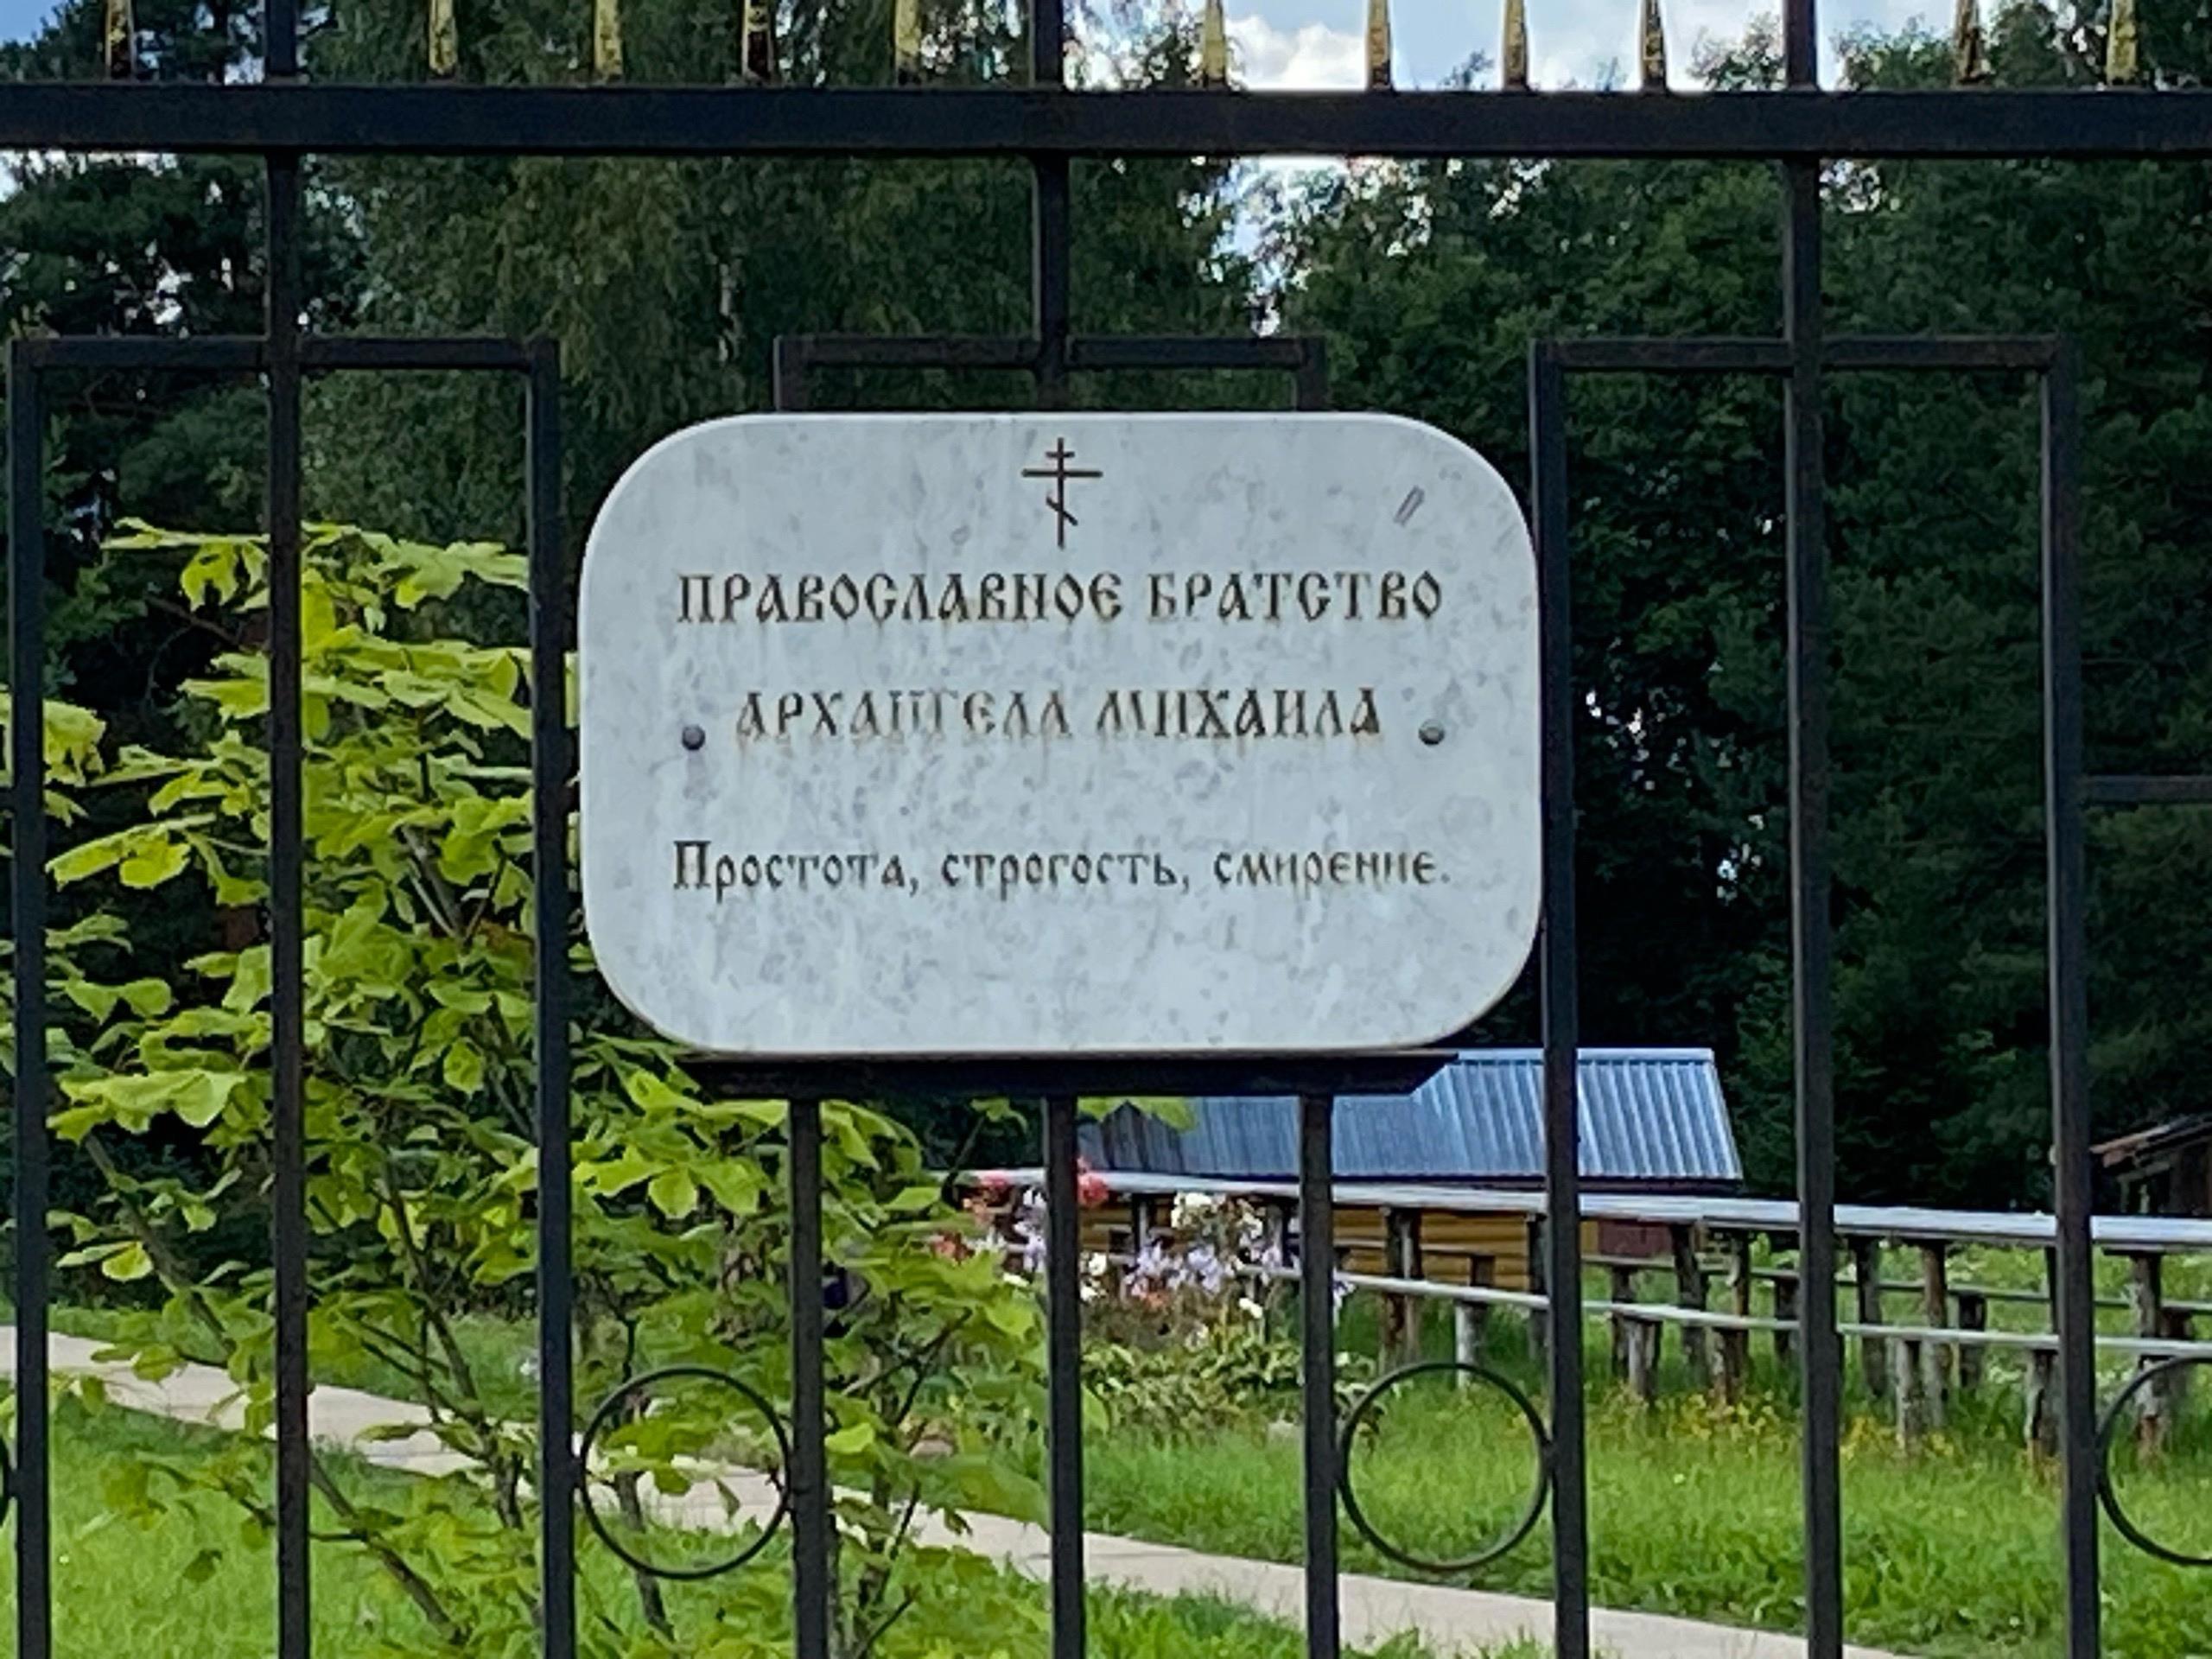 ПРАВОСЛАВНОЕ БРАТСТВО
АРХАНГЕЛА МИХАИЛА
Простота, строгость, смирение.